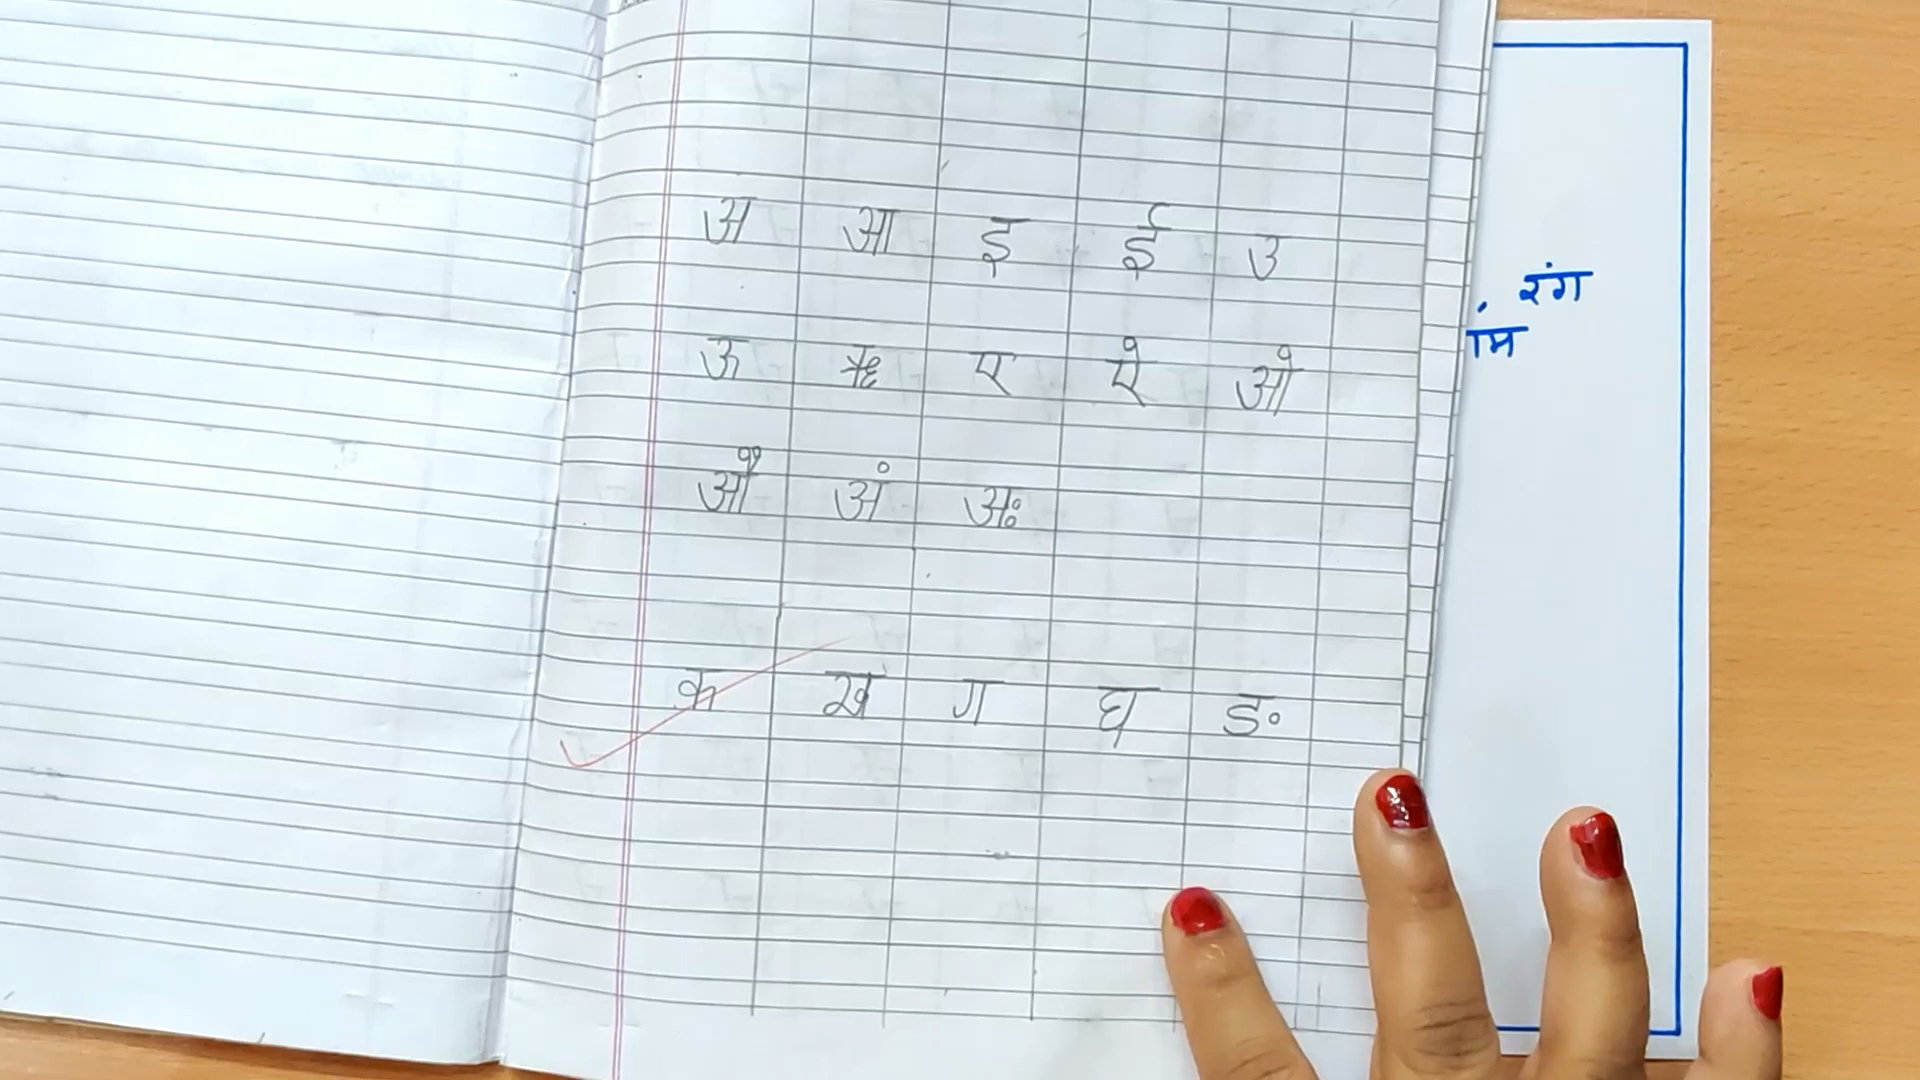 अ आ इ ई उ
ऊ ऋ ए ऐ ओ
औ अं अः
क ख ग घ ङ
रंग